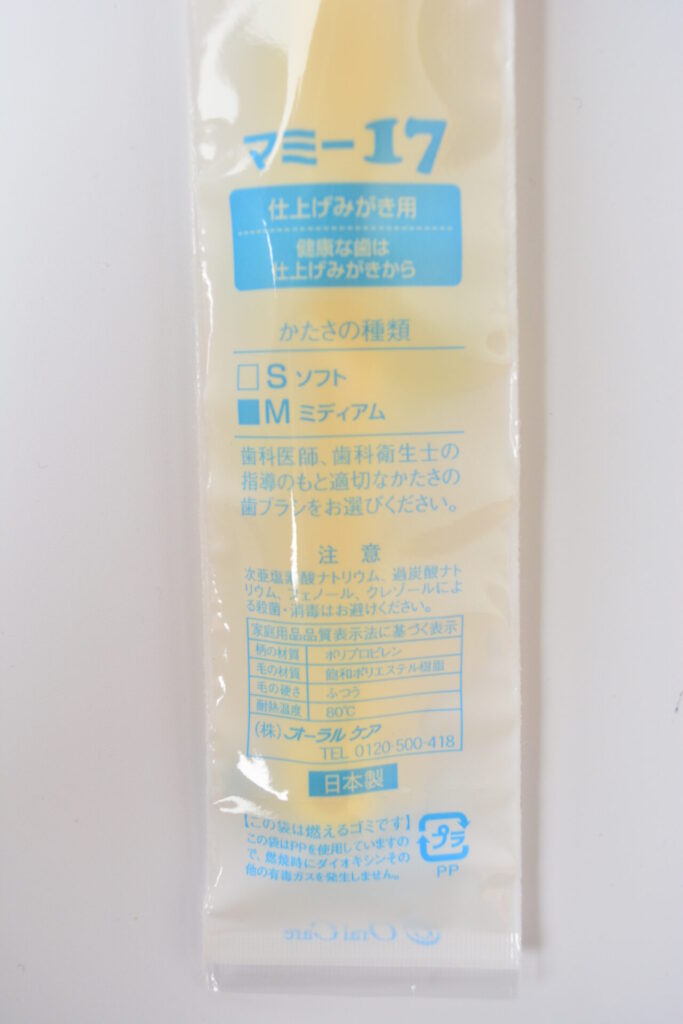 マミー17
仕上げみがき用
健康な歯は
仕上げみがきから
かたさの種類
□S ソフト
■M ミディアム
歯科医師、歯科衛生士の
指導のもと適切なかたさの
歯ブラシをお選びください。
注 意
次亜塩素酸ナトリウム、過炭酸ナト
リウム、フェノール、クレゾールによ
る殺菌・消毒はお避けください。
家庭用品品質表示法に基づく表示
柄の材質 ポリプロピレン
毛の材質 飽和ポリエステル樹脂
毛の硬さ ふつう
耐熱温度 80℃
(株)オーラルケア
TEL 0120-500-418
日本製
【この袋は燃えるゴミです】
この袋はPPを使用していますの
で、燃焼時にダイオキシンその
他の有毒ガスを発生しません。
プラ
PP
Oral Care